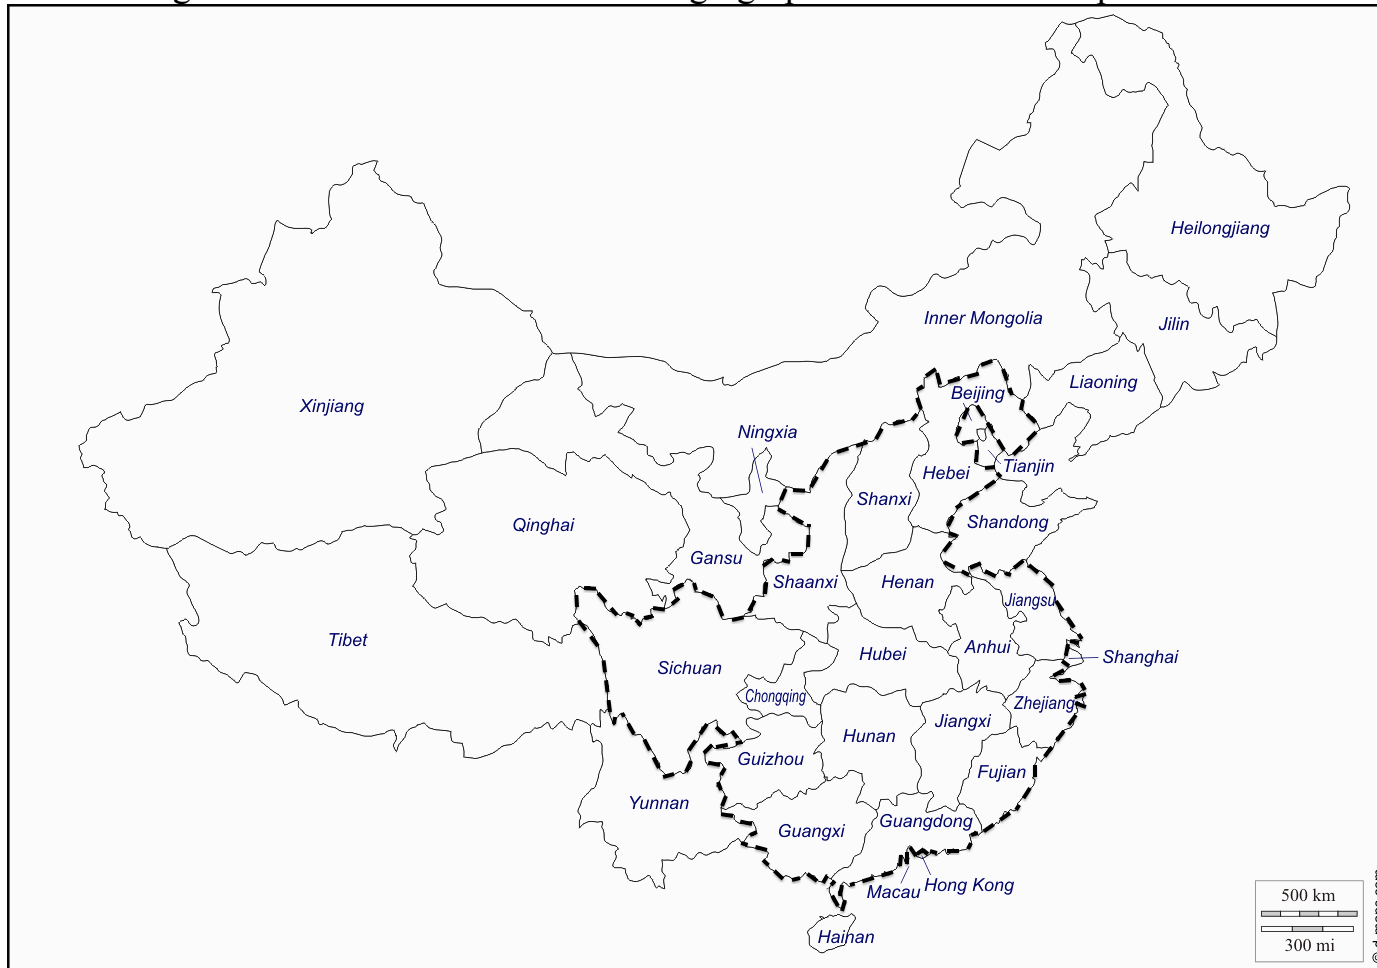 Heilongjiang
Inner Mongolia
Jilin
Liaoning
Beijing
Xinjiang
Ningxia
Hebei
Tianjin
Shanxi
Qinghai
Shandong
Gansu
Shaanxi
Henan
Jiangsu
Tibet
Anhui
Hubei
Shanghai
Sichuan
Chongqing
Zhejiang
Jiangxi
Hunan
Guizhou
Fujian
Yunnan
Guangxi
Guangdong
Macau
Hong Kong
Hainan
500 km
300 mi